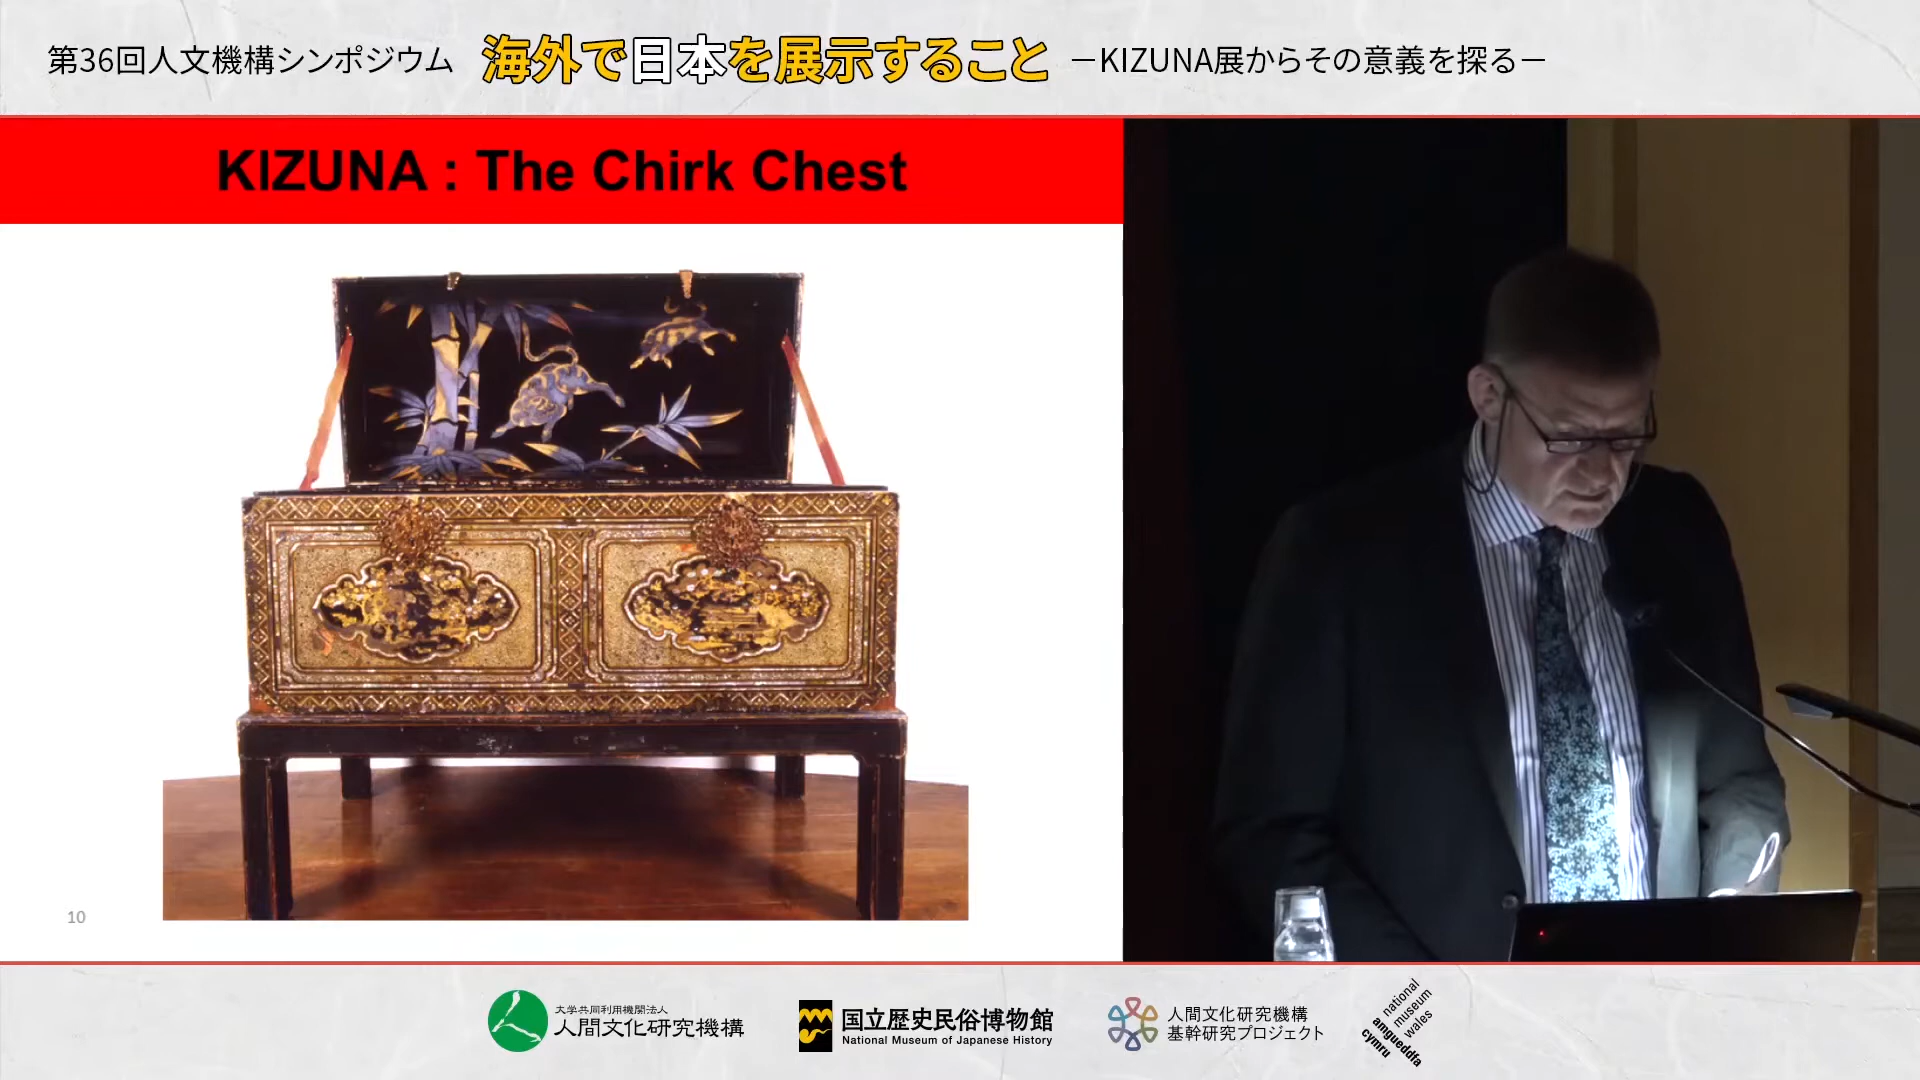 第36回人文機構シンポジウム 海外で日本を展示すること －KIZUNA展からその意義を探る－
KIZUNA : The Chirk Chest
10
大学共同利用機関法人
人間文化研究機構
国立歴史民俗博物館
National Museum of Japanese History
人間文化研究機構
基幹研究プロジェクト
national
museum
wales
amgueddfa
cymru